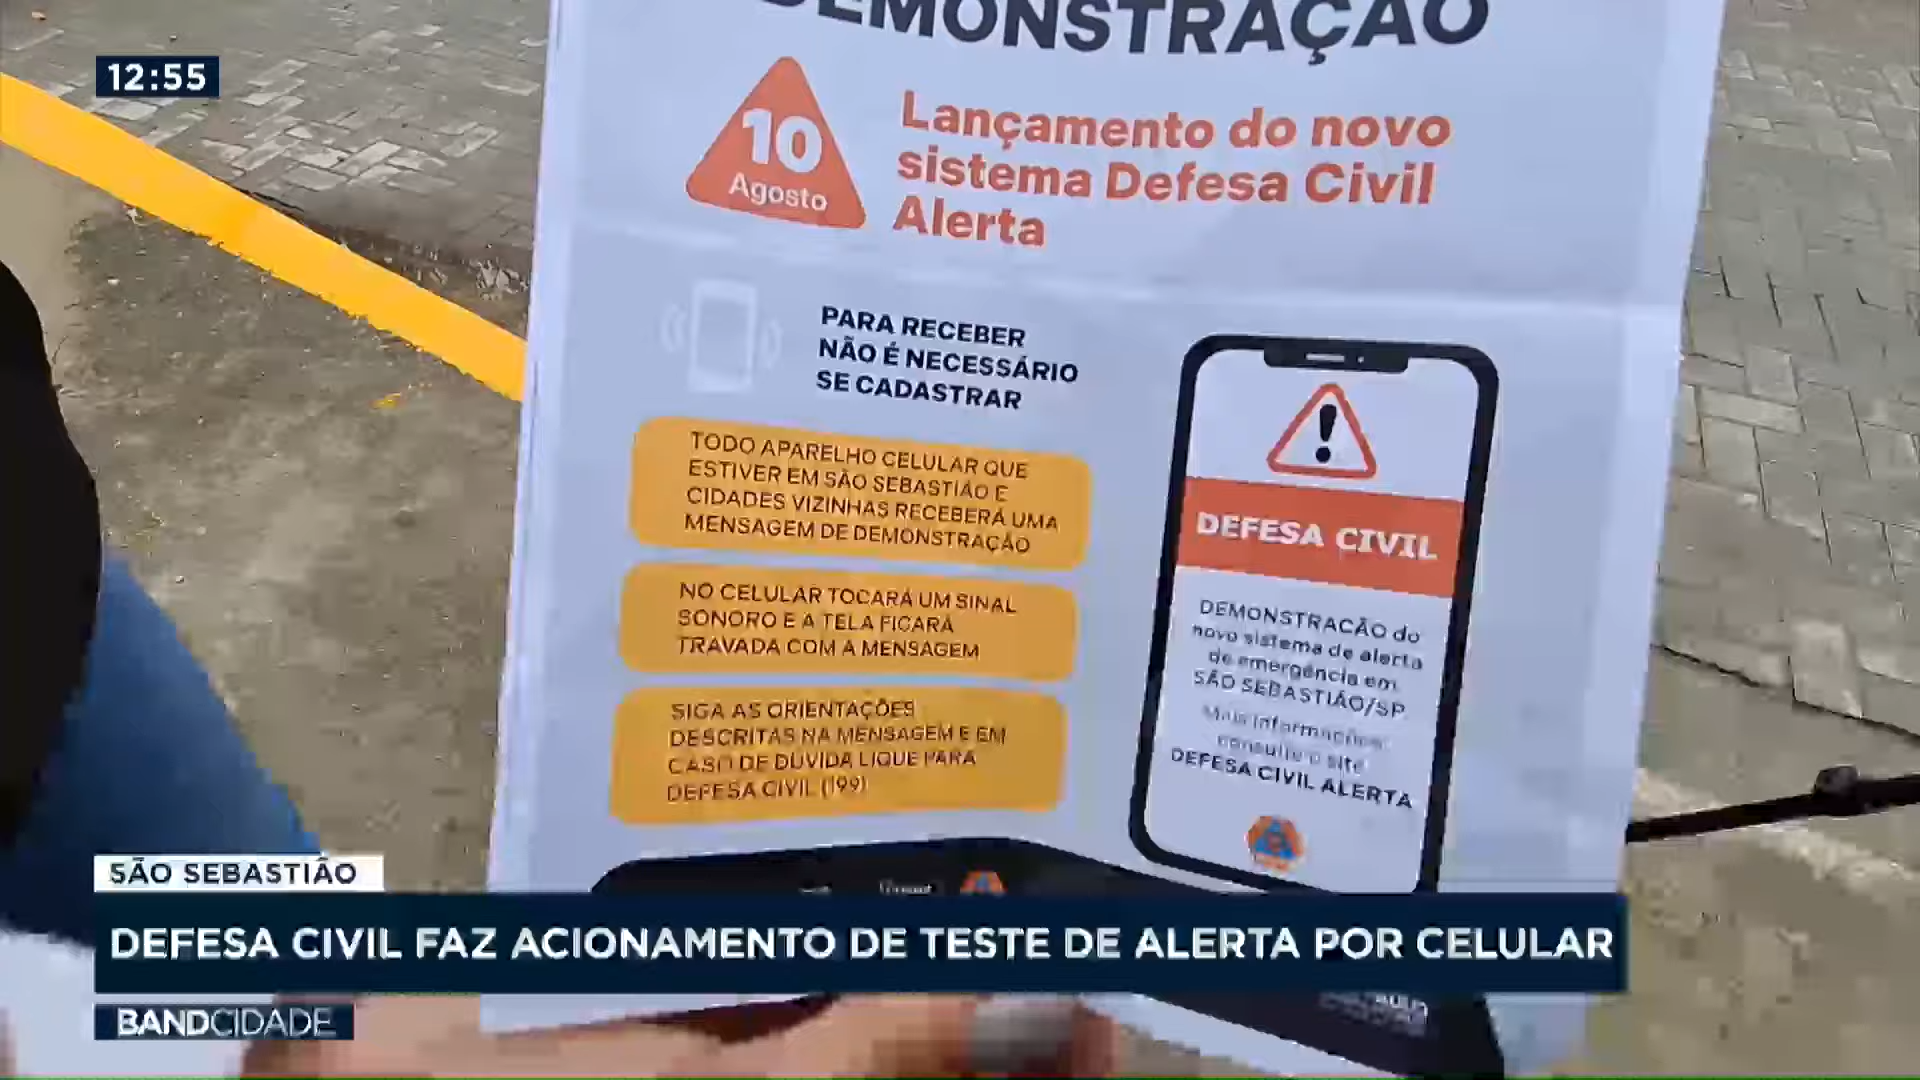 DEMONSTRAÇÃO
12:55
10
Agosto
Lançamento do novo
sistema Defesa Civil
Alerta
PARA RECEBER
NÃO É NECESSÁRIO
SE CADASTRAR
TODO APARELHO CELULAR QUE
ESTIVER EM SÃO SEBASTIÃO E
CIDADES VIZINHAS RECEBERÁ UMA
MENSAGEM DE DEMONSTRAÇÃO
NO CELULAR TOCARÁ UM SINAL
SONORO E A TELA FICARÁ
TRAVADA COM A MENSAGEM
SIGA AS ORIENTAÇÕES
DESCRITAS NA MENSAGEM E EM
CASO DE DÚVIDA LIGUE PARA
DEFESA CIVIL (199)
DEFESA CIVIL
DEMONSTRAÇÃO do
novo sistema de alerta
de emergência em
SÃO SEBASTIÃO/SP.
Mais informações
consulte o site
DEFESA CIVIL ALERTA
SÃO SEBASTIÃO
DEFESA CIVIL FAZ ACIONAMENTO DE TESTE DE ALERTA POR CELULAR
BANDCIDADE